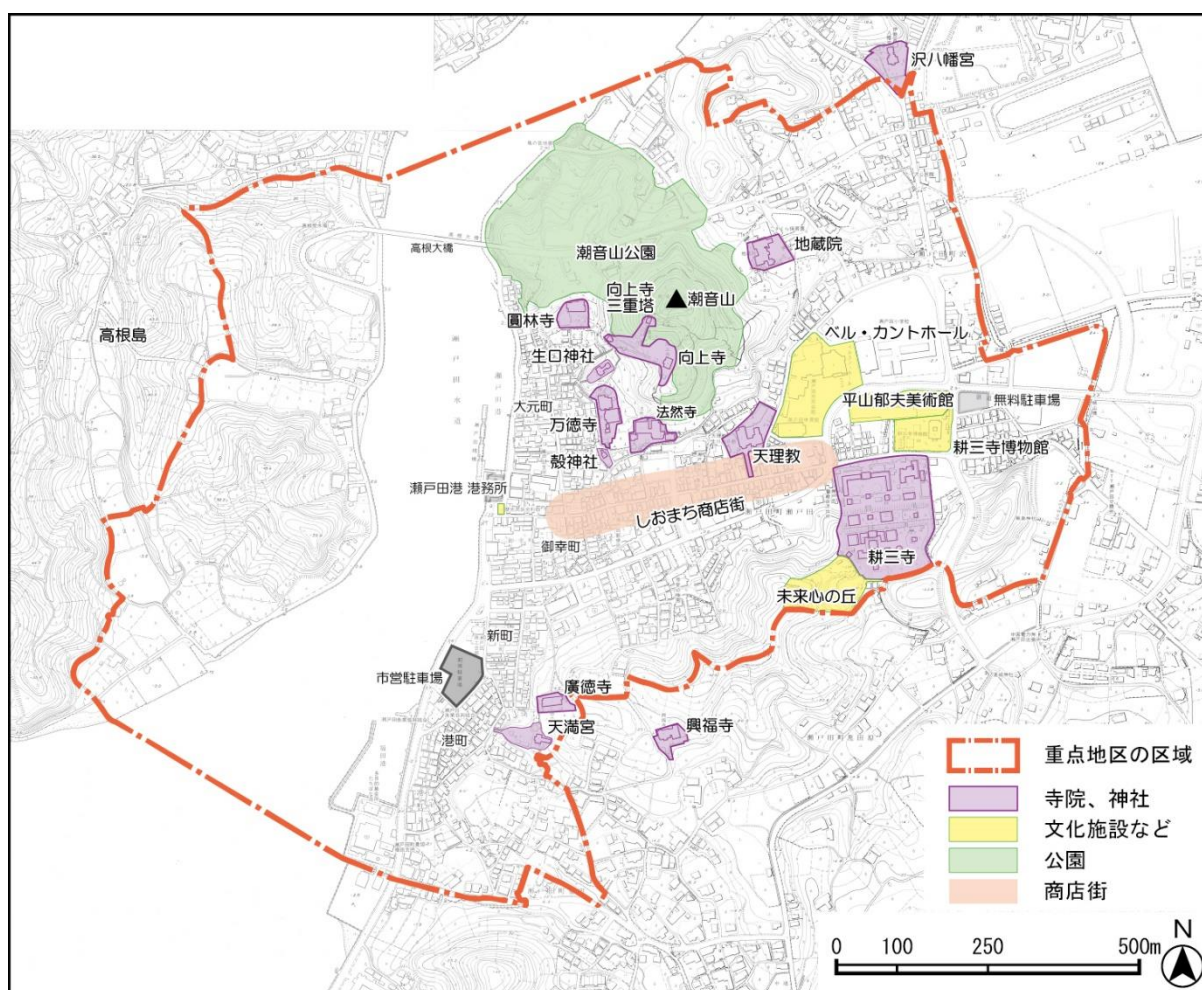 沢八幡宮
高根大橋
潮音山公園
地蔵院
向上寺
三重塔
潮音山
圓林寺
ベル・カントホール
高根島
生口神社
向上寺
平山郁夫美術館
無料駐車場
大元町
法然寺
万徳寺
耕三寺博物館
天理教
殻神社
瀬戸田港 港務所
しおまち商店街
御幸町
耕三寺
未来心の丘
新町
市営駐車場
廣徳寺
天満宮
興福寺
港町
重点地区の区域
寺院、神社
文化施設など
公園
商店街
0 100 250 500m
N